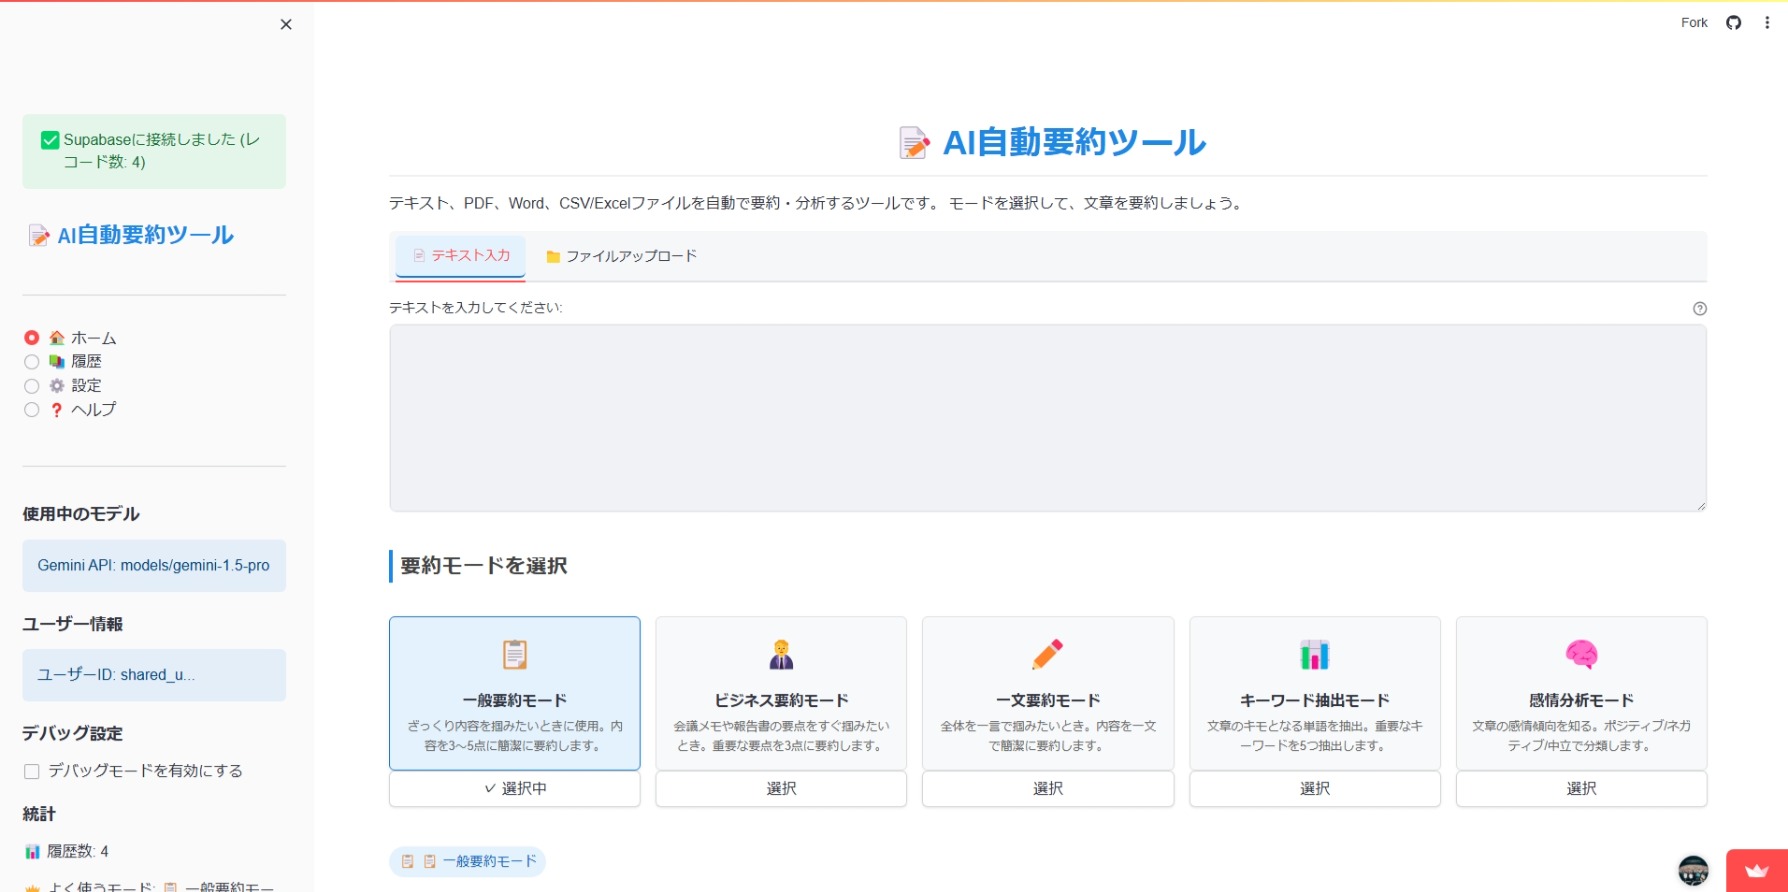 Fork
✅ Supabaseに接続しました (レ
コード数: 4)
📝 AI自動要約ツール
🏠 ホーム
📚 履歴
⚙️ 設定
❓ ヘルプ
使用中のモデル
Gemini API: models/gemini-1.5-pro
ユーザー情報
ユーザーID: shared_u...
デバッグ設定
デバッグモードを有効にする
統計
📊 履歴数: 4
👑 よく使うモード: 📋 一般要約モー
📝 AI自動要約ツール
テキスト、PDF、Word、CSV/Excelファイルを自動で要約・分析するツールです。 モードを選択して、文章を要約しましょう。
📄 テキスト入力
📁 ファイルアップロード
テキストを入力してください:
要約モードを選択
一般要約モード
ざっくり内容を掴みたいときに使用。内
容を3〜5点に簡潔に要約します。
✓ 選択中
ビジネス要約モード
会議メモや報告書の要点をすぐ掴みたい
とき。重要な要点を3点に要約します。
選択
一文要約モード
全体を一言で掴みたいとき。内容を一文
で簡潔に要約します。
選択
キーワード抽出モード
文章のキモとなる単語を抽出。重要なキ
ーワードを5つ抽出します。
選択
感情分析モード
文章の感情傾向を知る。ポジティブ/ネガ
ティブ/中立で分類します。
選択
📋 📋 一般要約モード